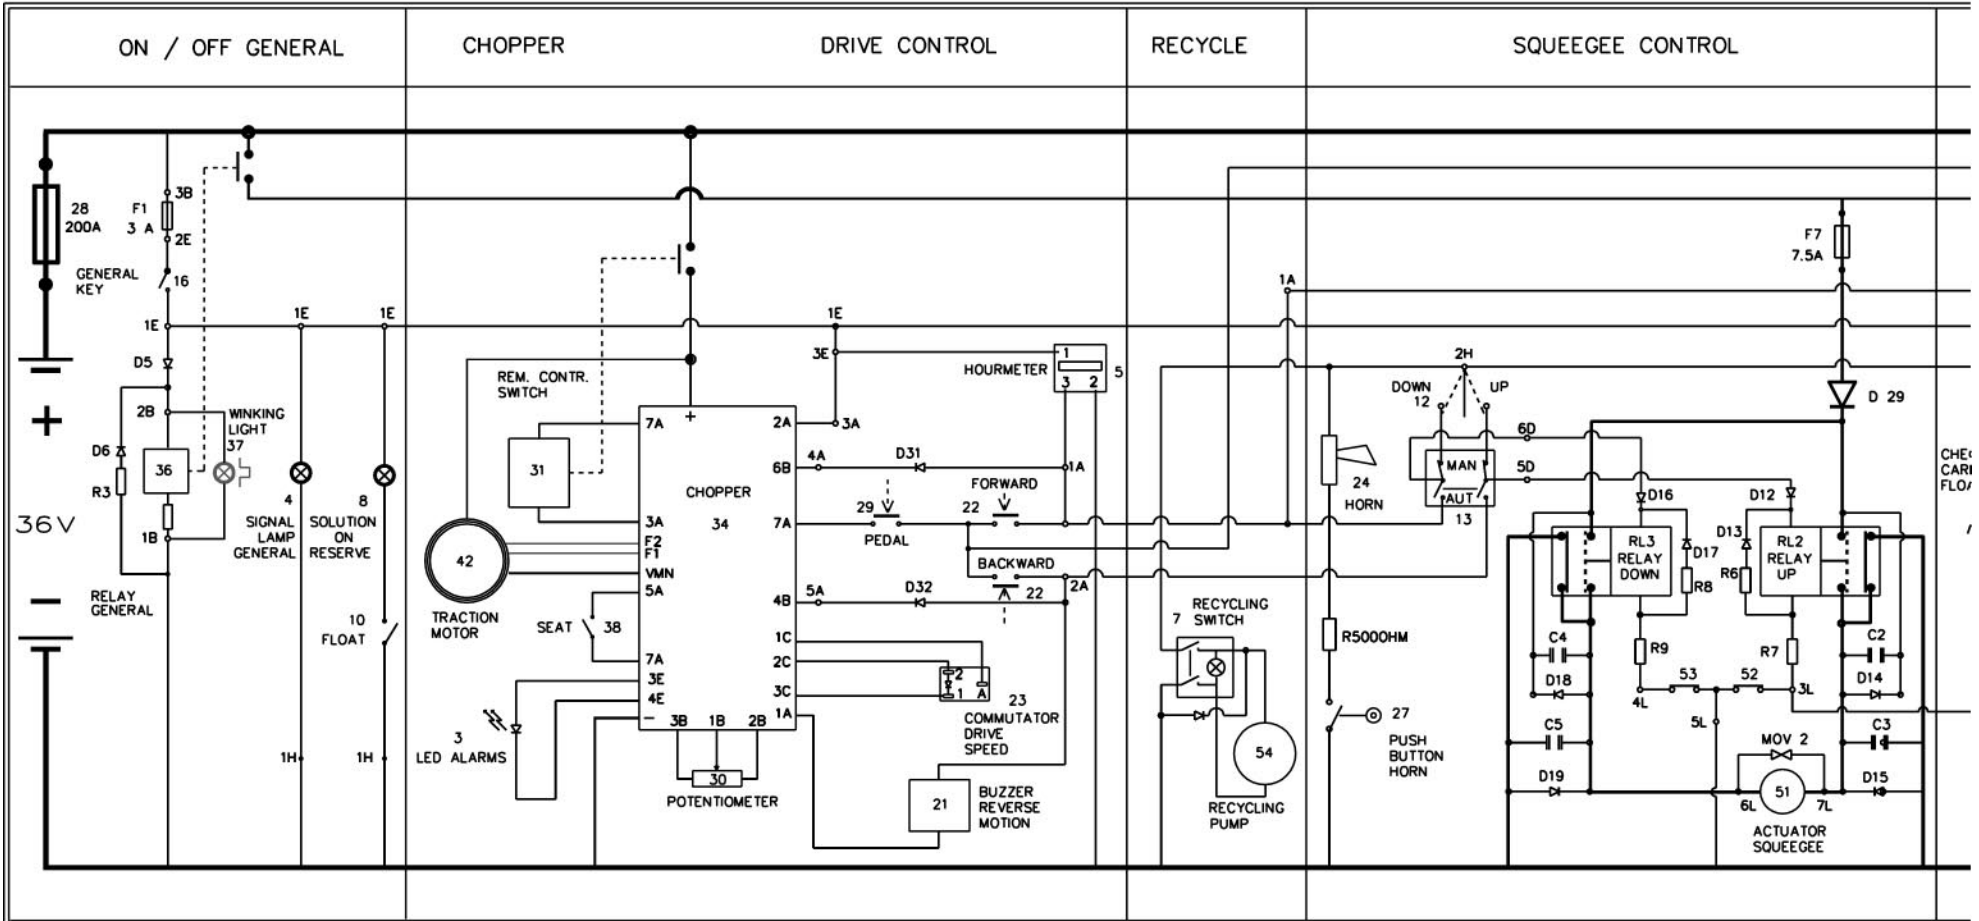 ON / OFF GENERAL
CHOPPER
DRIVE CONTROL
RECYCLE
SQUEEGEE CONTROL
28
200A
F1
3 A
3B
2E
GENERAL
KEY
16
1E
1E
1E
D5
2B
WINKING
LIGHT
37
D6
R3
36
1B
36V
+
−
RELAY
GENERAL
4
SIGNAL
LAMP
GENERAL
8
SOLUTION
ON
RESERVE
10
FLOAT
1H
1H
REM. CONTR.
SWITCH
31
42
TRACTION
MOTOR
SEAT
38
3
LED ALARMS
+
7A
3A
F2
F1
VMN
5A
7A
3E
4E
−
3B 1B 2B
CHOPPER
34
2A
6B
7A
4B
1C
2C
3C
1A
30
POTENTIOMETER
1E
3E
3A
HOURMETER
1
3 2
5
4A
D31
1A
FORWARD
29
22
PEDAL
BACKWARD
5A
D32
22
2A
2
1 A
23
COMMUTATOR
DRIVE
SPEED
21
BUZZER
REVERSE
MOTION
1A
7
RECYCLING
SWITCH
54
RECYCLING
PUMP
24
HORN
R500OHM
27
PUSH
BUTTON
HORN
2H
DOWN
12
UP
MAN
AUT
13
6D
5D
F7
7.5A
D 29
D16
D12
RL3
RELAY
DOWN
D17
R8
D13
R6
RL2
RELAY
UP
C4
R9
R7
C2
D18
53
52
D14
4L
3L
5L
C5
MOV 2
C3
D19
6L
51
7L
D15
ACTUATOR
SQUEEGEE